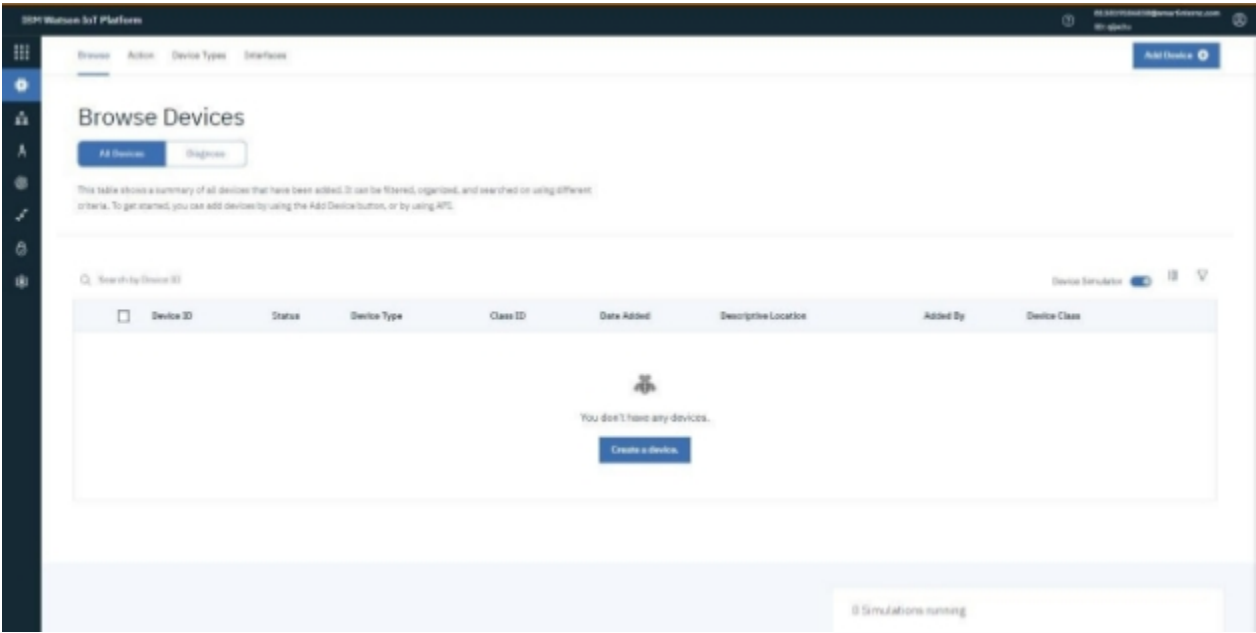 IBM Watson IoT Platform
Browse Action Device Types Interfaces
Add Device
Browse Devices
All Devices Diagnose
This table shows a summary of all devices that have been added. It can be filtered, organized, and searched on using different
criteria. To get started, you can add devices by using the Add Device button, or by using API.
Search by Device ID
Device Simulator
Device ID Status Device Type Class ID Date Added Descriptive Location Added By Device Class
You don't have any devices.
Create a device.
0 Simulations running